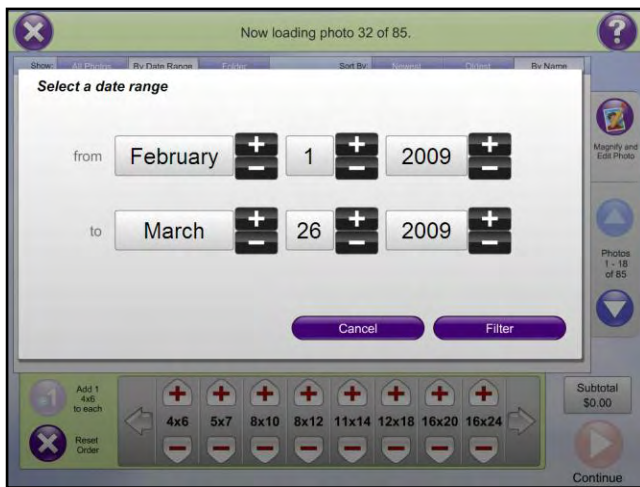 Now loading photo 32 of 85.
?
Show: All Photos By Date Range Folder Sort By: Newest Oldest By Name
Select a date range
from February + − 1 + − 2009 + −
to March + − 26 + − 2009 + −
Cancel Filter
Magnify and
Edit Photo
Photos
1 - 18
of 85
Add 1
4x6
to each
Reset
Order
4x6 5x7 8x10 8x12 11x14 12x18 16x20 16x24
Subtotal
$0.00
Continue